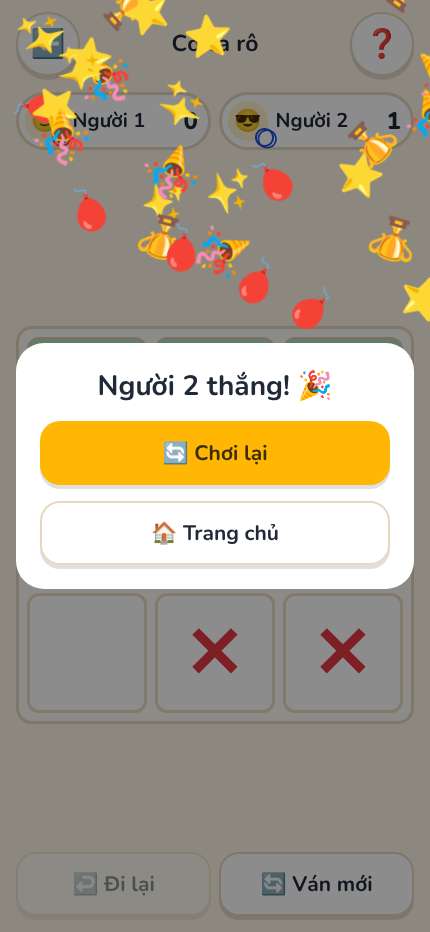 Người 1
0
Người 2
1
Người 2 thắng! 🎉
🔄 Chơi lại
🏠 Trang chủ
↩️ Đi lại
🔄 Ván mới